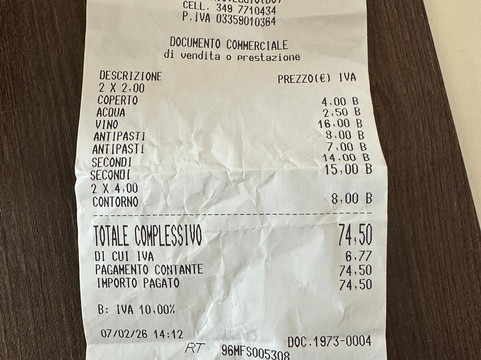 CELL. 349 7710434
P.IVA 03359010364
DOCUMENTO COMMERCIALE
di vendita o prestazione
DESCRIZIONE PREZZO(€) IVA
2 X 2,00
COPERTO 4,00 B
ACQUA 2,50 B
VINO 16,00 B
ANTIPASTI 8,00 B
ANTIPASTI 7,00 B
SECONDI 14,00 B
SECONDI 15,00 B
2 X 4,00
CONTORNO 8,00 B
TOTALE COMPLESSIVO 74,50
DI CUI IVA 6,77
PAGAMENTO CONTANTE 74,50
IMPORTO PAGATO 74,50
B: IVA 10,00%
07/02/26 14:12 DOC.1973-0004
RT 96MFS005308